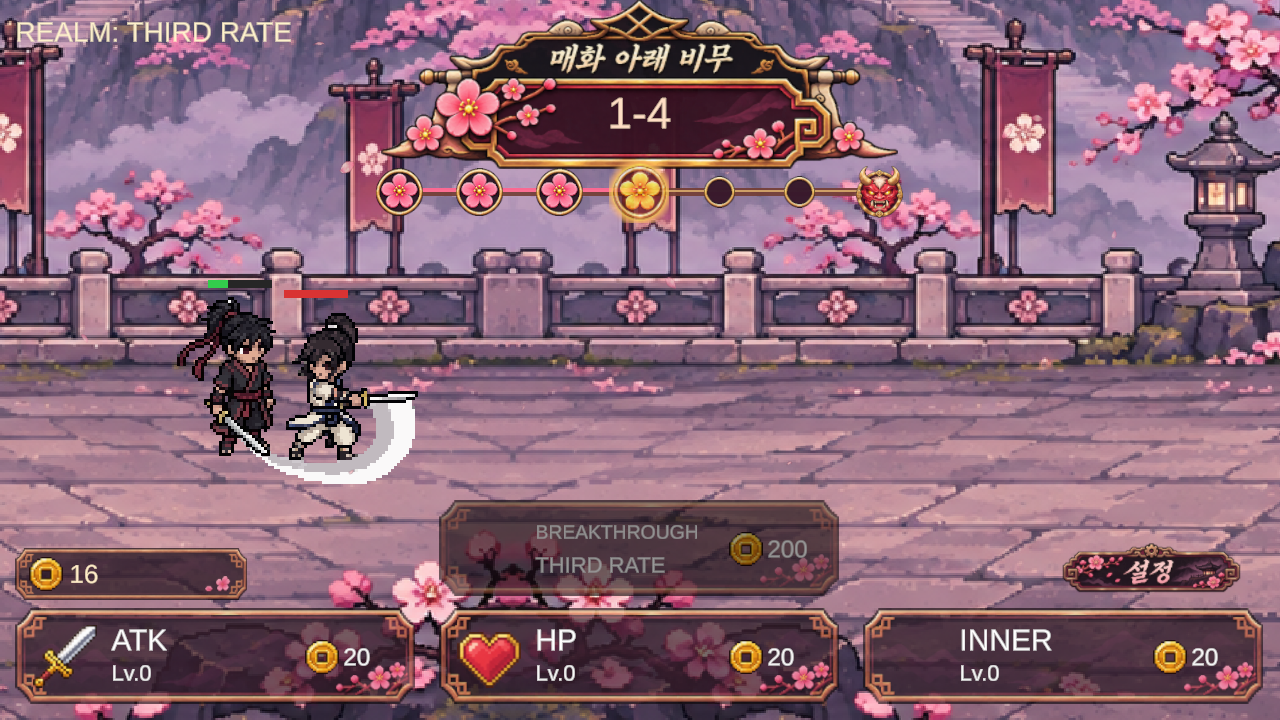 REALM: THIRD RATE
매화 아래 비무
1-4
BREAKTHROUGH
THIRD RATE
200
16
설정
ATK
Lv.0
20
HP
Lv.0
20
INNER
Lv.0
20